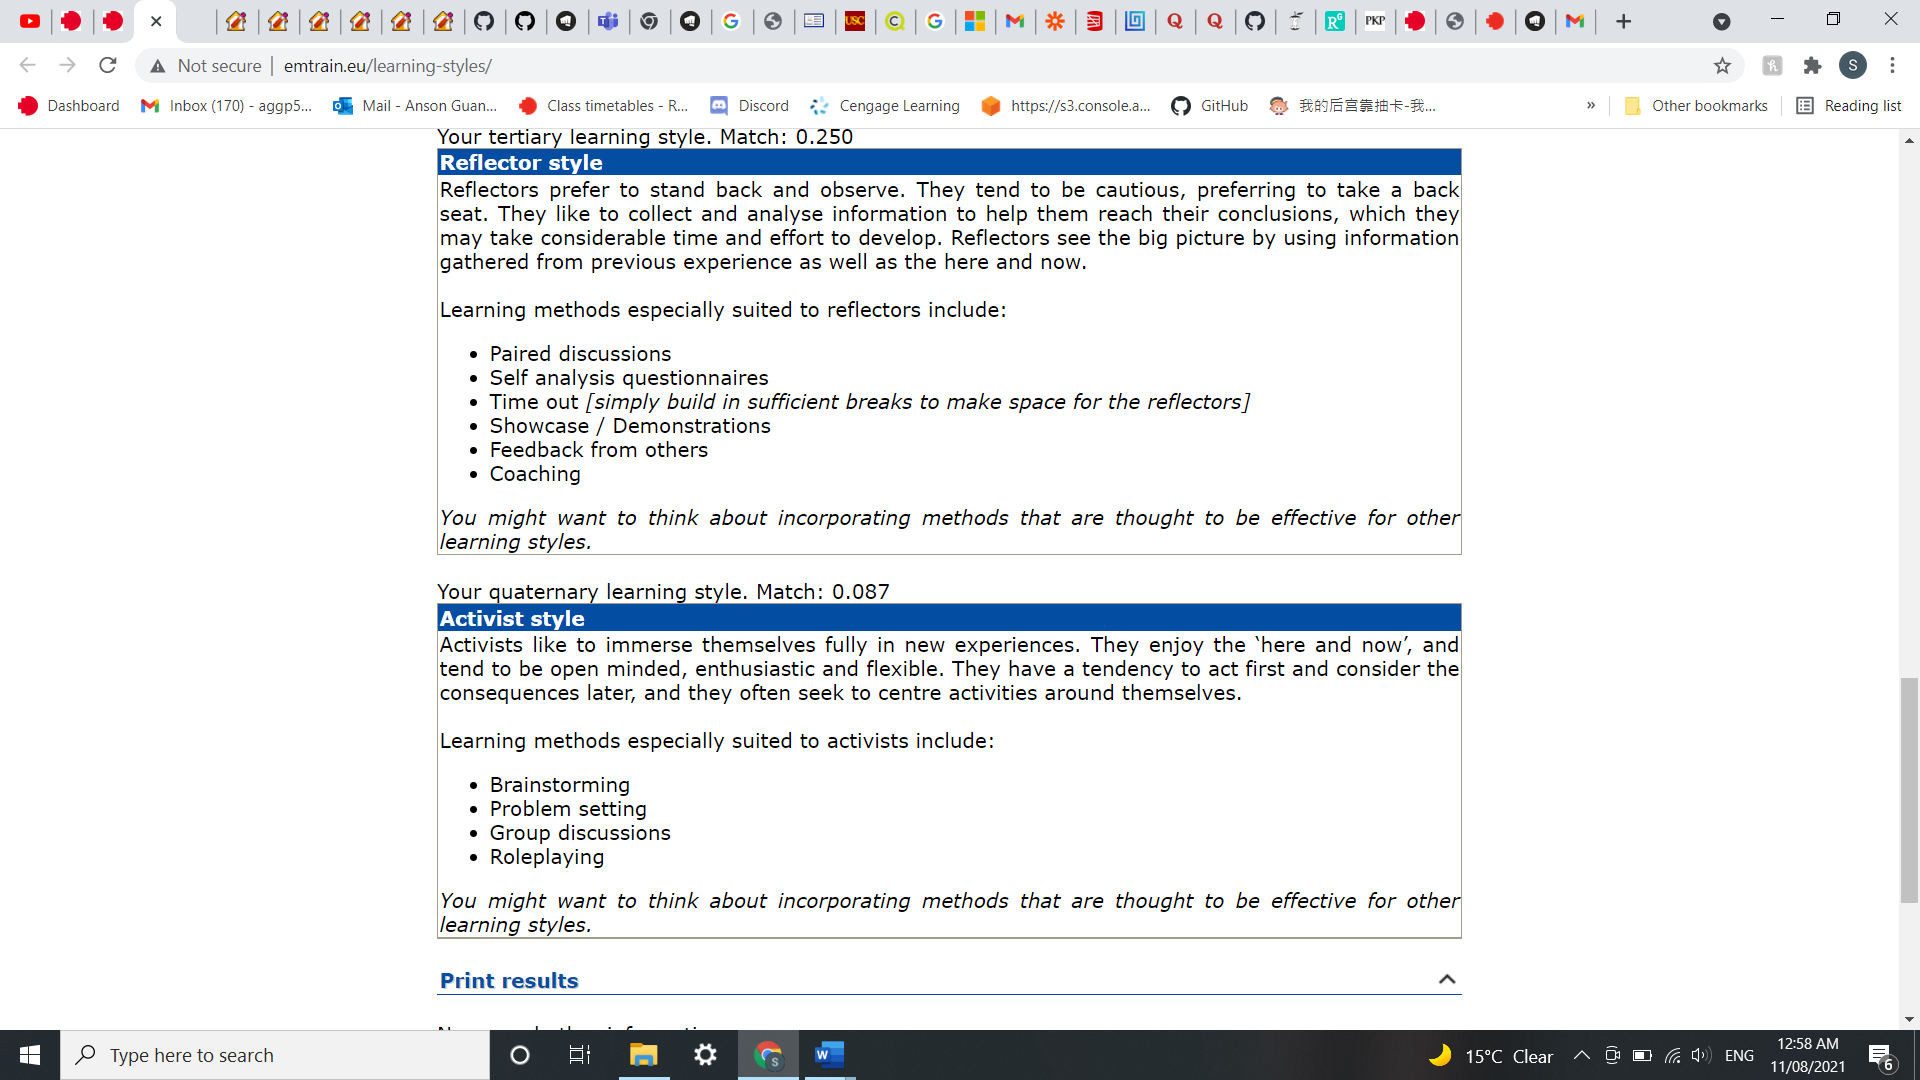 Not secure | emtrain.eu/learning-styles/
Dashboard Inbox (170) - aggp5... Mail - Anson Guan... Class timetables - R... Discord Cengage Learning https://s3.console.a... GitHub 我的后宫靠抽卡-我... » Other bookmarks Reading list
Your tertiary learning style. Match: 0.250
Reflector style
Reflectors prefer to stand back and observe. They tend to be cautious, preferring to take a back
seat. They like to collect and analyse information to help them reach their conclusions, which they
may take considerable time and effort to develop. Reflectors see the big picture by using information
gathered from previous experience as well as the here and now.
Learning methods especially suited to reflectors include:
• Paired discussions
• Self analysis questionnaires
• Time out [simply build in sufficient breaks to make space for the reflectors]
• Showcase / Demonstrations
• Feedback from others
• Coaching
You might want to think about incorporating methods that are thought to be effective for other
learning styles.
Your quaternary learning style. Match: 0.087
Activist style
Activists like to immerse themselves fully in new experiences. They enjoy the ‘here and now’, and
tend to be open minded, enthusiastic and flexible. They have a tendency to act first and consider the
consequences later, and they often seek to centre activities around themselves.
Learning methods especially suited to activists include:
• Brainstorming
• Problem setting
• Group discussions
• Roleplaying
You might want to think about incorporating methods that are thought to be effective for other
learning styles.
Print results
Type here to search
15°C Clear
ENG
12:58 AM
11/08/2021
6